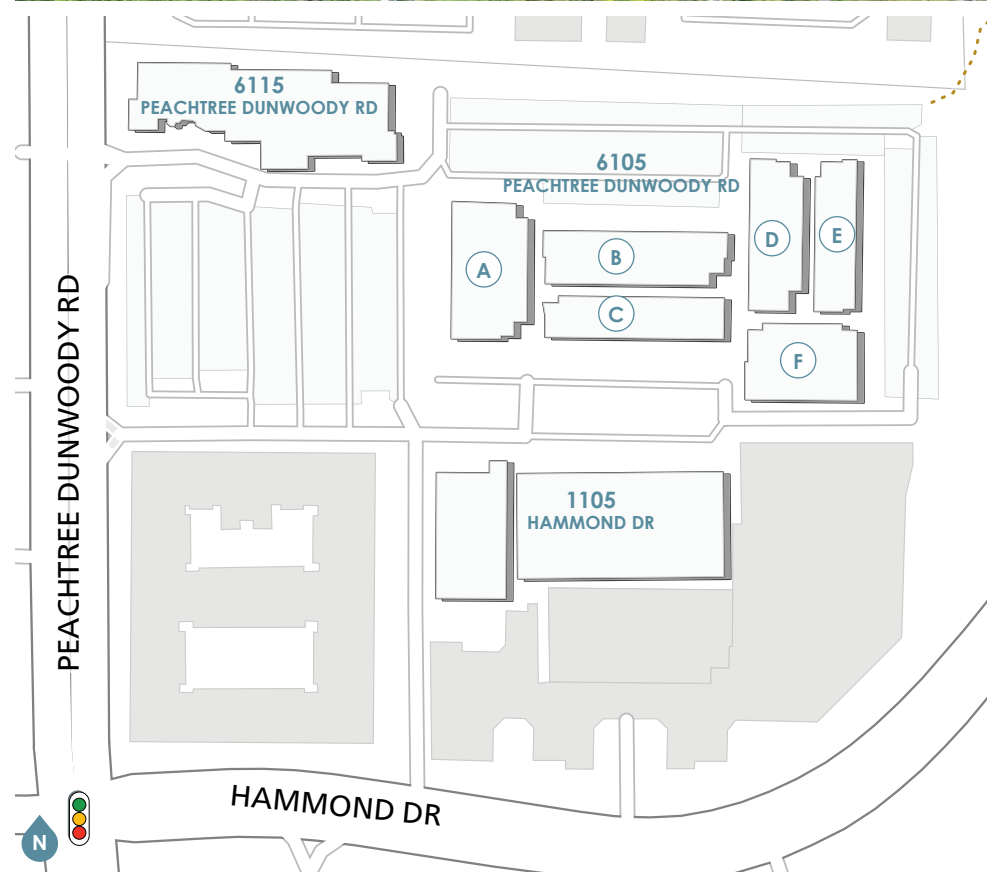 6115
PEACHTREE DUNWOODY RD
6105
PEACHTREE DUNWOODY RD
A
B
C
D
E
F
PEACHTREE DUNWOODY RD
1105
HAMMOND DR
HAMMOND DR
N